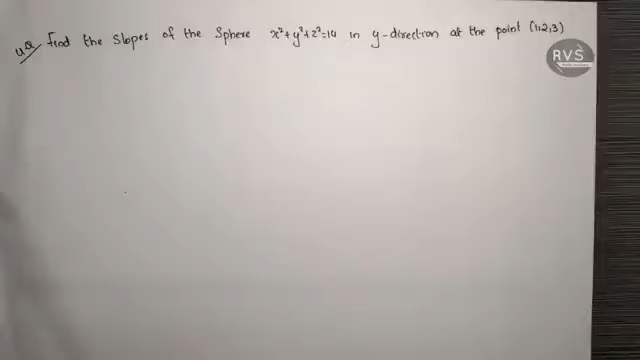 UQ Find the Slopes of the Sphere x²+y²+z²=14 in y-direction at the point (1,2,3)
RVS